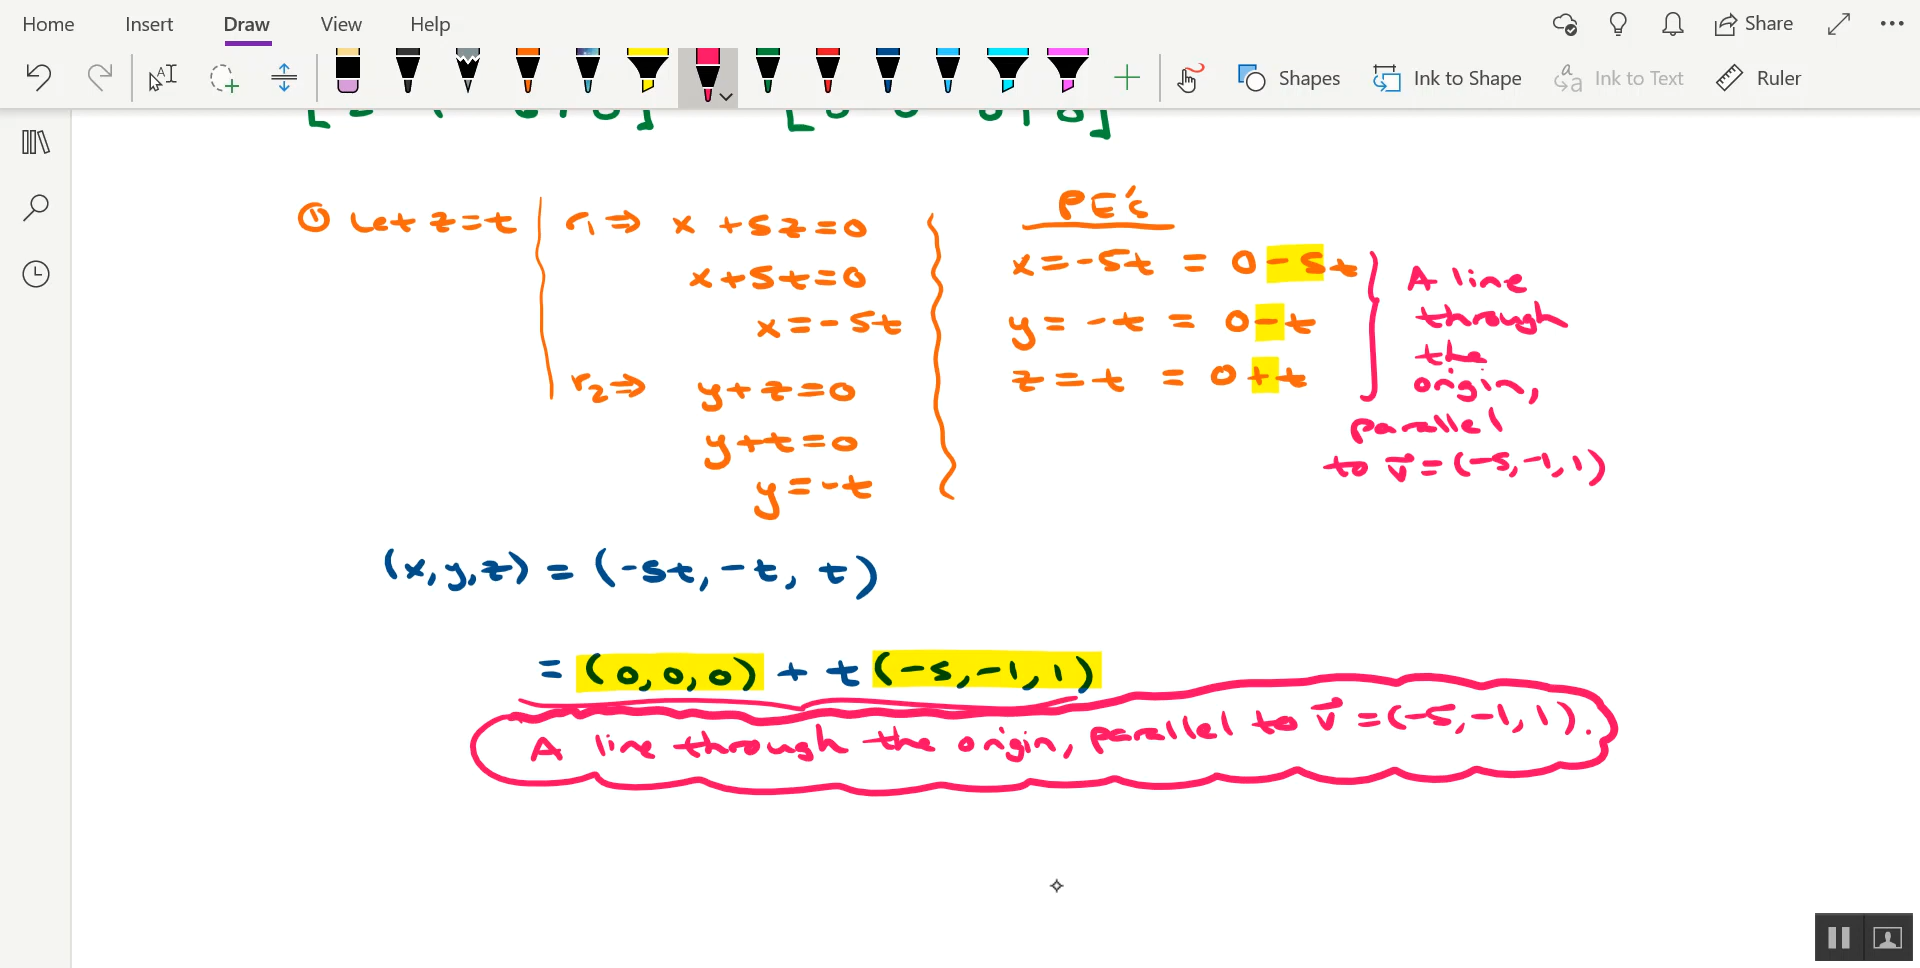 Home Insert Draw View Help Share
Shapes Ink to Shape Ink to Text Ruler
① Let z=t
r₁ ⇒ x +5z=0
x+5t=0
x=-5t
r₂ ⇒ y+z=0
y+t=0
y=-t
PE's
x=-5t = 0-5t
y=-t = 0-t
z=t = 0+t
A line
through
the
origin,
parallel
to v⃗=(-5,-1,1)
(x,y,z) = (-5t,-t, t)
= (0,0,0) + t(-5,-1,1)
A line through the origin, parallel to v⃗=(-5,-1,1).